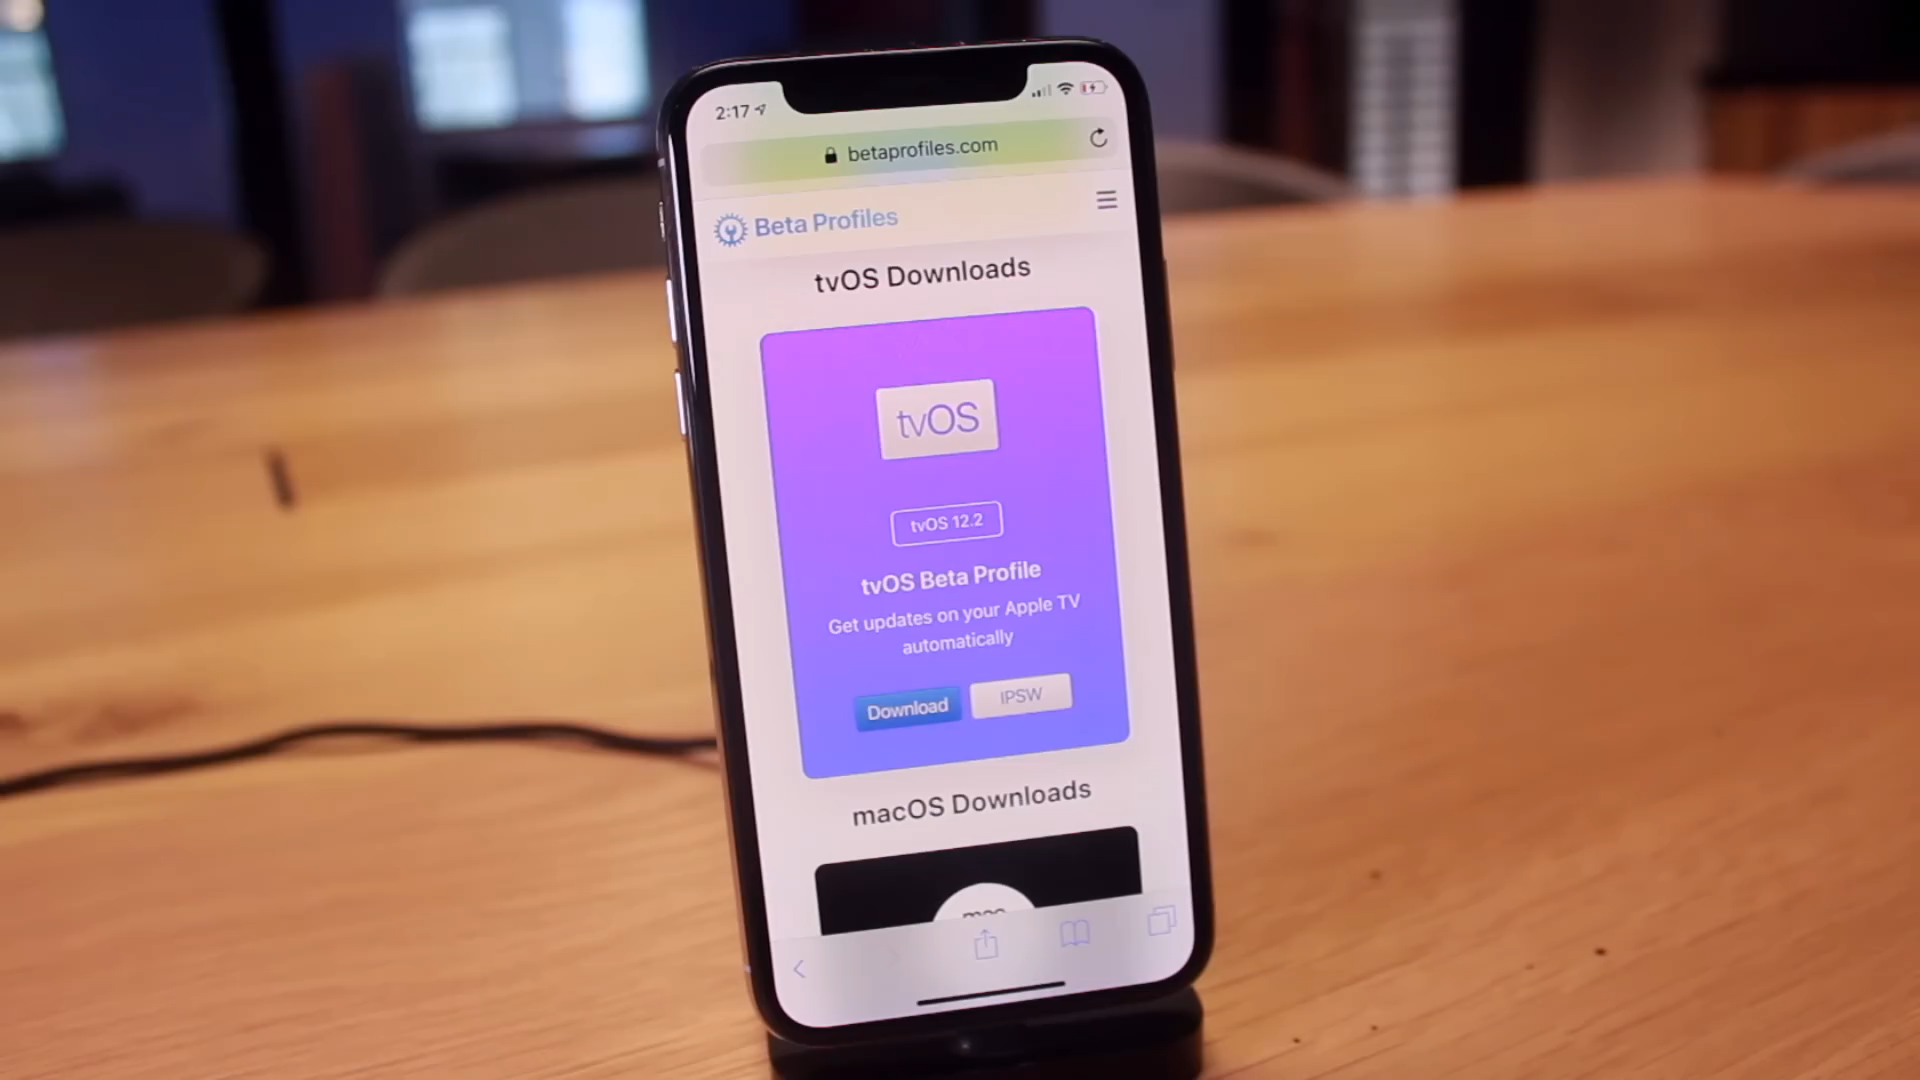 2:17
betaprofiles.com
Beta Profiles
tvOS Downloads
tvOS
tvOS 12.2
tvOS Beta Profile
Get updates on your Apple TV
automatically
Download IPSW
macOS Downloads
mac